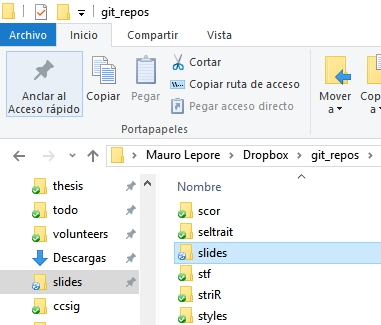 git_repos
Archivo Inicio Compartir Vista
Anclar al
Acceso rápido
Copiar
Pegar
Cortar
Copiar ruta de acceso
Pegar acceso directo
Mover
a
Portapapeles
Mauro Lepore Dropbox git_repos
thesis
todo
volunteers
Descargas
slides
ccsig
Nombre
scor
seltrait
slides
stf
striR
styles